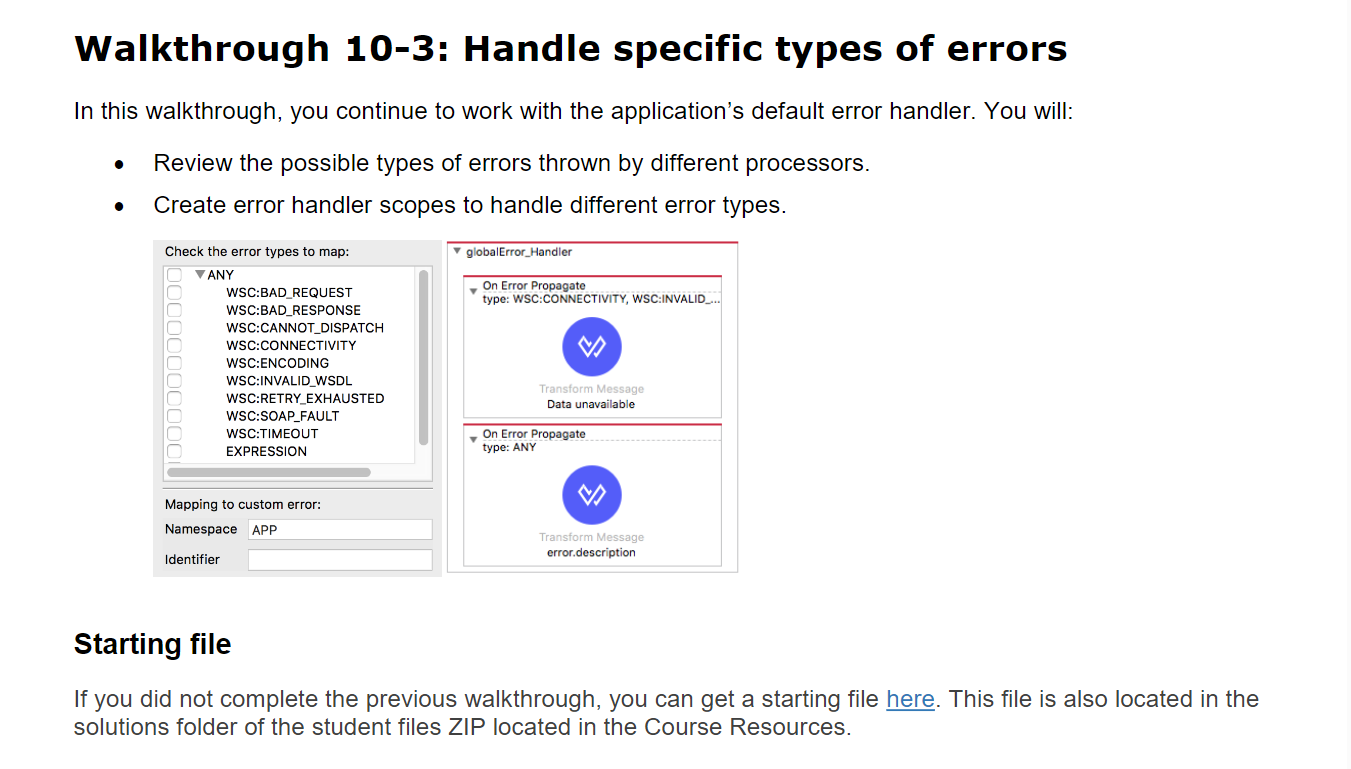 Walkthrough 10-3: Handle specific types of errors
In this walkthrough, you continue to work with the application’s default error handler. You will:
• Review the possible types of errors thrown by different processors.
• Create error handler scopes to handle different error types.
Check the error types to map:
ANY
WSC:BAD_REQUEST
WSC:BAD_RESPONSE
WSC:CANNOT_DISPATCH
WSC:CONNECTIVITY
WSC:ENCODING
WSC:INVALID_WSDL
WSC:RETRY_EXHAUSTED
WSC:SOAP_FAULT
WSC:TIMEOUT
EXPRESSION
Mapping to custom error:
Namespace APP
Identifier
globalError_Handler
On Error Propagate
type: WSC:CONNECTIVITY, WSC:INVALID_...
Transform Message
Data unavailable
On Error Propagate
type: ANY
Transform Message
error.description
Starting file
If you did not complete the previous walkthrough, you can get a starting file here. This file is also located in the
solutions folder of the student files ZIP located in the Course Resources.